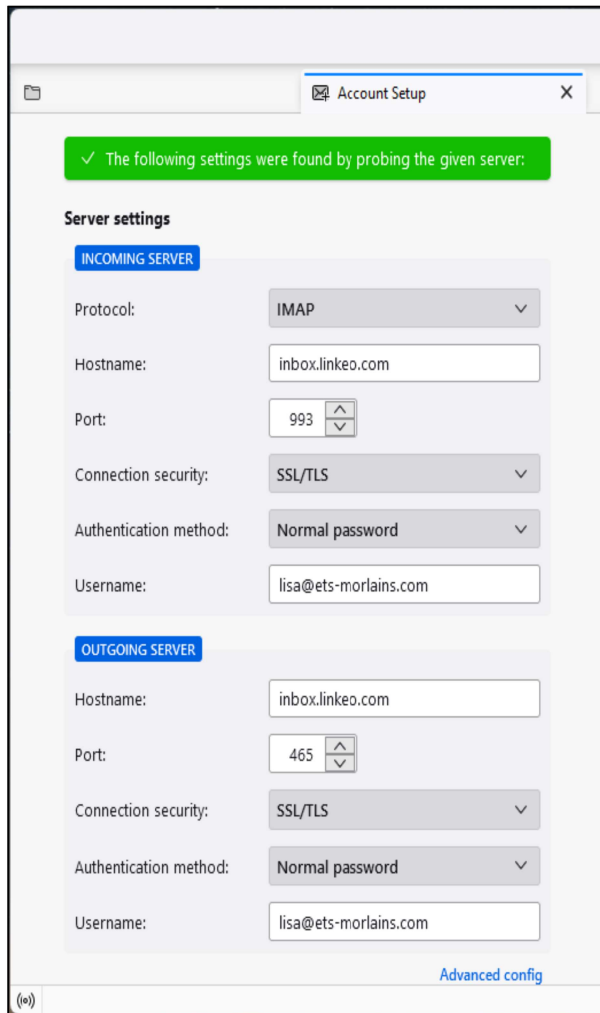 Account Setup
✓ The following settings were found by probing the given server:
Server settings
INCOMING SERVER
Protocol: IMAP
Hostname: inbox.linkeo.com
Port: 993
Connection security: SSL/TLS
Authentication method: Normal password
Username: lisa@ets-morlains.com
OUTGOING SERVER
Hostname: inbox.linkeo.com
Port: 465
Connection security: SSL/TLS
Authentication method: Normal password
Username: lisa@ets-morlains.com
Advanced config